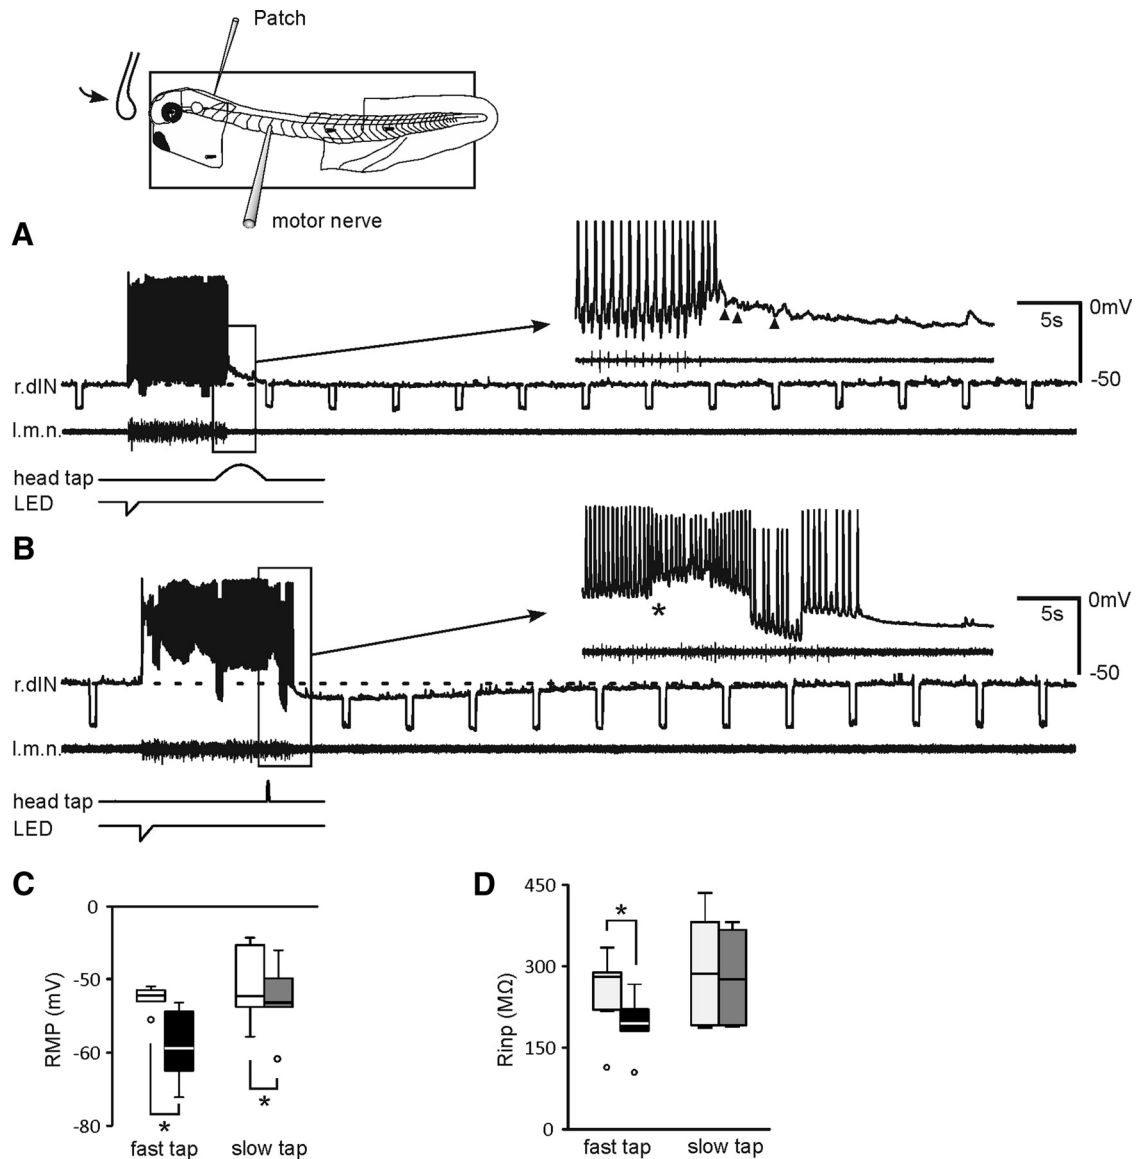 Patch
motor nerve
A
0mV
5s
-50
r.dIN
l.m.n.
head tap
LED
B
*
0mV
5s
-50
r.dIN
l.m.n.
head tap
LED
C
0
-50
-60
-80
RMP (mV)
*
*
fast tap
slow tap
D
450
300
150
0
Rinp (MΩ)
*
fast tap
slow tap